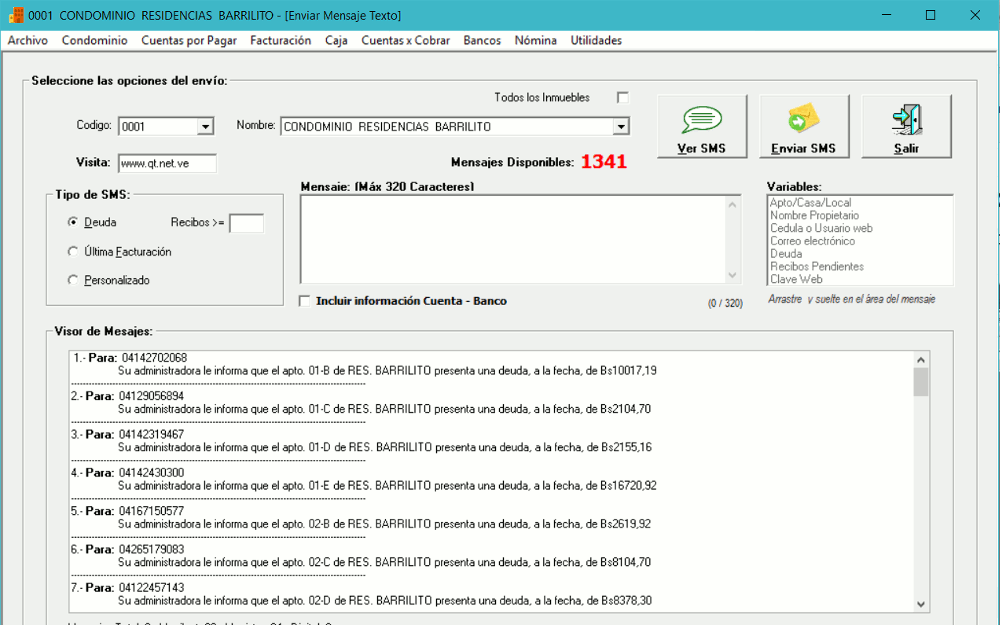 0001 CONDOMINIO RESIDENCIAS BARRILITO - [Enviar Mensaje Texto]
Archivo Condominio Cuentas por Pagar Facturación Caja Cuentas x Cobrar Bancos Nómina Utilidades
Seleccione las opciones del envío:
Todos los Inmuebles
Codigo: 0001 Nombre: CONDOMINIO RESIDENCIAS BARRILITO
Ver SMS Enviar SMS Salir
Visita: www.qt.net.ve Mensajes Disponibles: 1341
Tipo de SMS:
Deuda Recibos >=
Última Facturación
Personalizado
Mensaje: (Máx 320 Caracteres)
Incluir información Cuenta - Banco
(0 / 320)
Variables:
Apto/Casa/Local
Nombre Propietario
Cedula o Usuario web
Correo electrónico
Deuda
Recibos Pendientes
Clave Web
Arrastre y suelte en el àrea del mensaje
Visor de Mesajes:
1.- Para: 04142702068
Su administradora le informa que el apto. 01-B de RES. BARRILITO presenta una deuda, a la fecha, de Bs10017,19
2.- Para: 04129056894
Su administradora le informa que el apto. 01-C de RES. BARRILITO presenta una deuda, a la fecha, de Bs2104,70
3.- Para: 04142319467
Su administradora le informa que el apto. 01-D de RES. BARRILITO presenta una deuda, a la fecha, de Bs2155,16
4.- Para: 04142430300
Su administradora le informa que el apto. 01-E de RES. BARRILITO presenta una deuda, a la fecha, de Bs16720,92
5.- Para: 04167150577
Su administradora le informa que el apto. 02-B de RES. BARRILITO presenta una deuda, a la fecha, de Bs2619,92
6.- Para: 04265179083
Su administradora le informa que el apto. 02-C de RES. BARRILITO presenta una deuda, a la fecha, de Bs8104,70
7.- Para: 04122457143
Su administradora le informa que el apto. 02-D de RES. BARRILITO presenta una deuda, a la fecha, de Bs8378,30